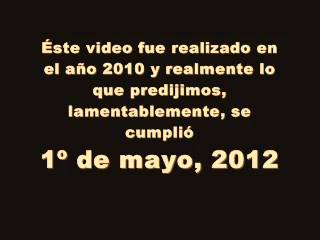 Éste video fue realizado en
el año 2010 y realmente lo
que predijimos,
lamentablemente, se
cumplió
1º de mayo, 2012